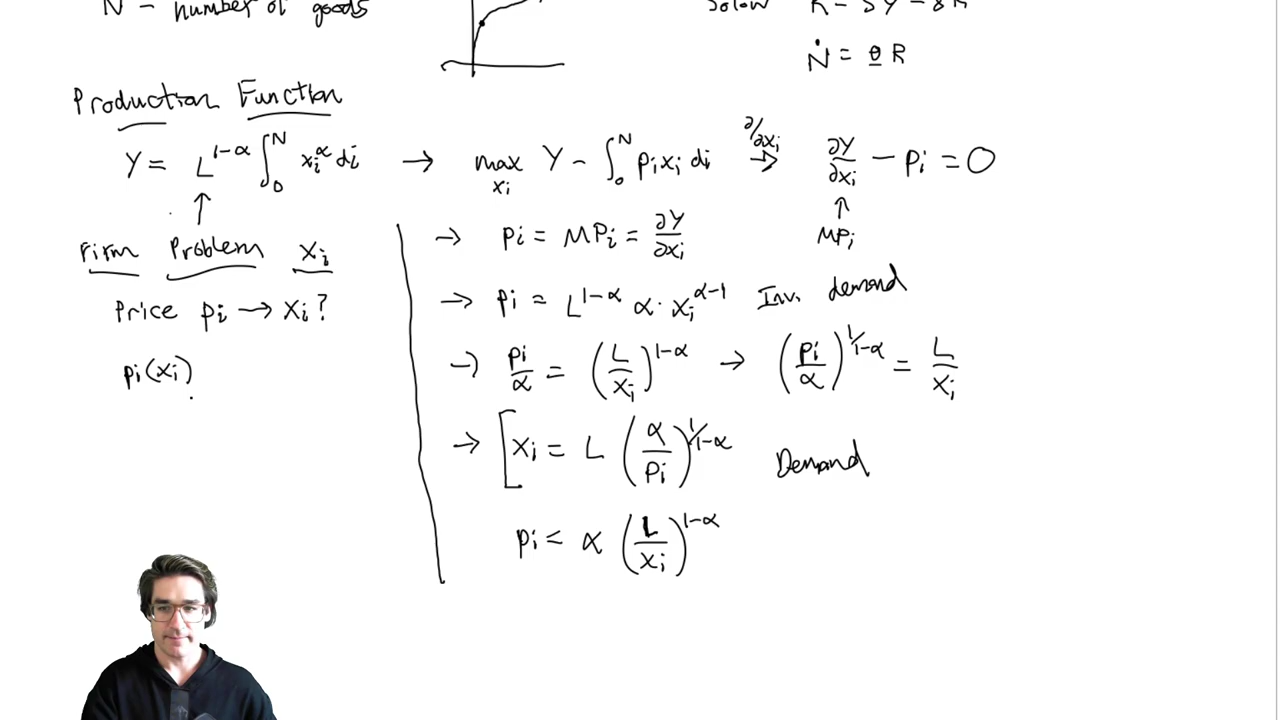 N - number of goods
Solow K = SY - δK
Ṅ = θ R
Production Function
Y = L^{1-α} ∫_0^N x_i^α di → max_{x_i} Y - ∫_0^N p_i x_i di ∂/∂x_i → ∂Y/∂x_i - p_i = 0
↑ MP_i
Firm Problem x_i
Price p_i → x_i?
p_i(x_i)
→ p_i = MP_i = ∂Y/∂x_i
→ p_i = L^{1-α} α · x_i^{α-1} Inv. demand
→ p_i/α = (L/x_i)^{1-α} → (p_i/α)^{1/1-α} = L/x_i
→ [ x_i = L (α/p_i)^{1/1-α} Demand
p_i = α (L/x_i)^{1-α}